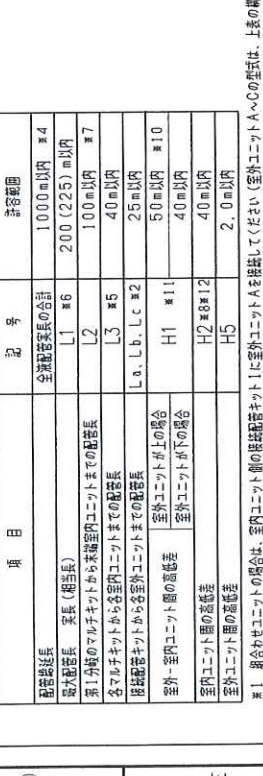 項　目　記　号　許容範囲
配管総延長　全液配管実長の合計　1000m以内 ※4
最大配管長　実長（相当長）　L1 ※6　200(225)m以内
第1分岐のマルチキットから末端室内ユニットまでの配管長　L2　100m以内 ※7
各マルチキットから各室内ユニットまでの配管長　L3 ※5　40m以内
接続配管キットから各室外ユニットまでの配管長　La, Lb, Lc ※2　25m以内
室外-室内ユニット間の高低差　室外ユニットが上の場合　H1 ※11　50m以内 ※10
室外ユニットが下の場合　40m以内
室内ユニット間の高低差　H2 ※8※12　40m以内
室外ユニット間の高低差　H5　2.0m以内
※1 組合わせユニットの場合は、室内ユニット側の接続配管キット1に室外ユニットAを接続してください（室外ユニットA～Cの型式は、上表の